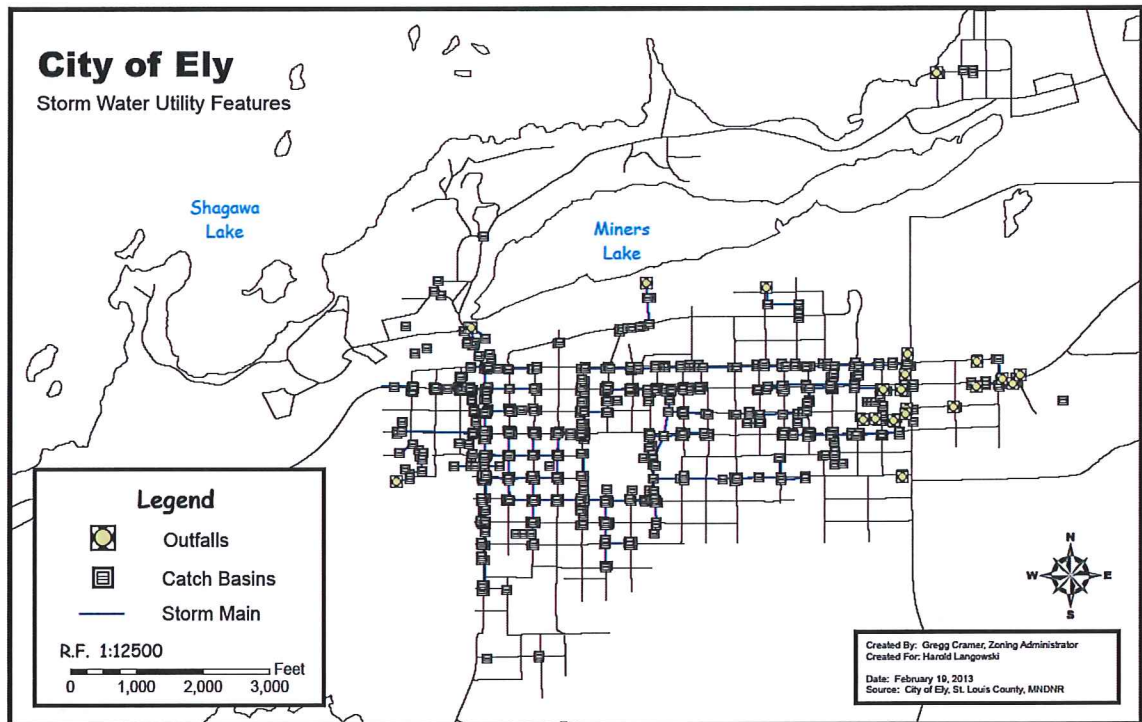 City of Ely
Storm Water Utility Features
Shagawa
Lake
Miners
Lake
Legend
Outfalls
Catch Basins
Storm Main
R.F. 1:12500
Feet
0 1,000 2,000 3,000
N
W E
S
Created By: Gregg Cramer, Zoning Administrator
Created For: Harold Langowski
Date: February 19, 2013
Source: City of Ely, St. Louis County, MNDNR